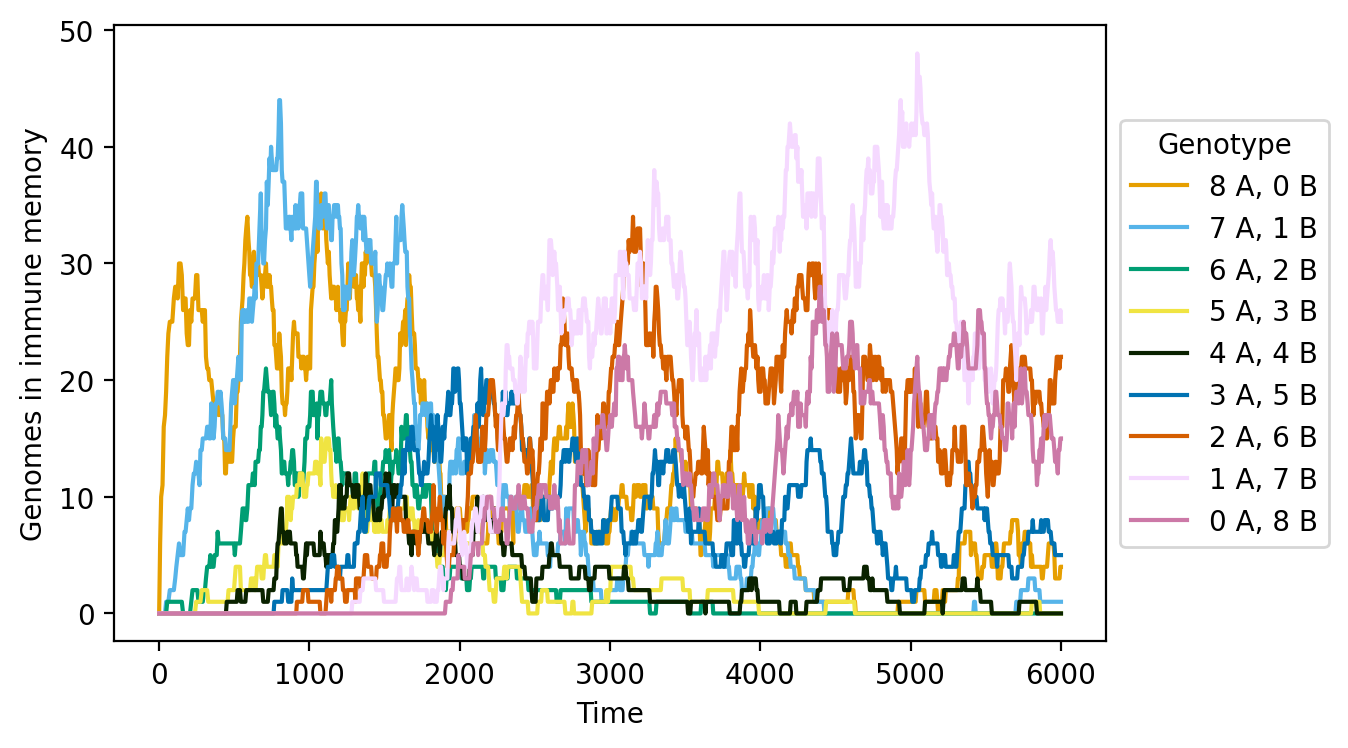 50
40
30
20
10
0
Genomes in immune memory
0 1000 2000 3000 4000 5000 6000
Time
Genotype
8 A, 0 B
7 A, 1 B
6 A, 2 B
5 A, 3 B
4 A, 4 B
3 A, 5 B
2 A, 6 B
1 A, 7 B
0 A, 8 B